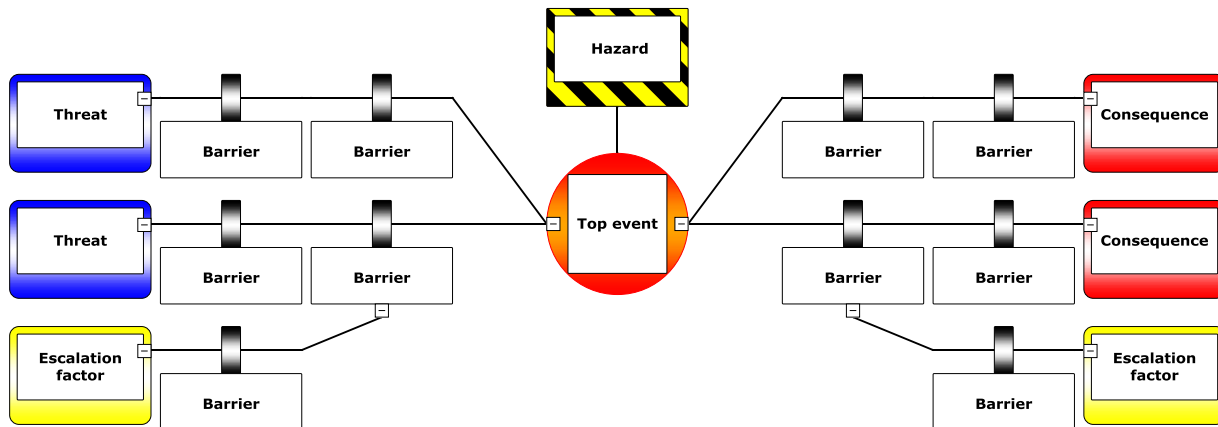 Hazard
Threat
Barrier
Barrier
Barrier
Barrier
Consequence
Threat
Barrier
Barrier
Top event
Barrier
Barrier
Consequence
Escalation
factor
Barrier
Barrier
Escalation
factor